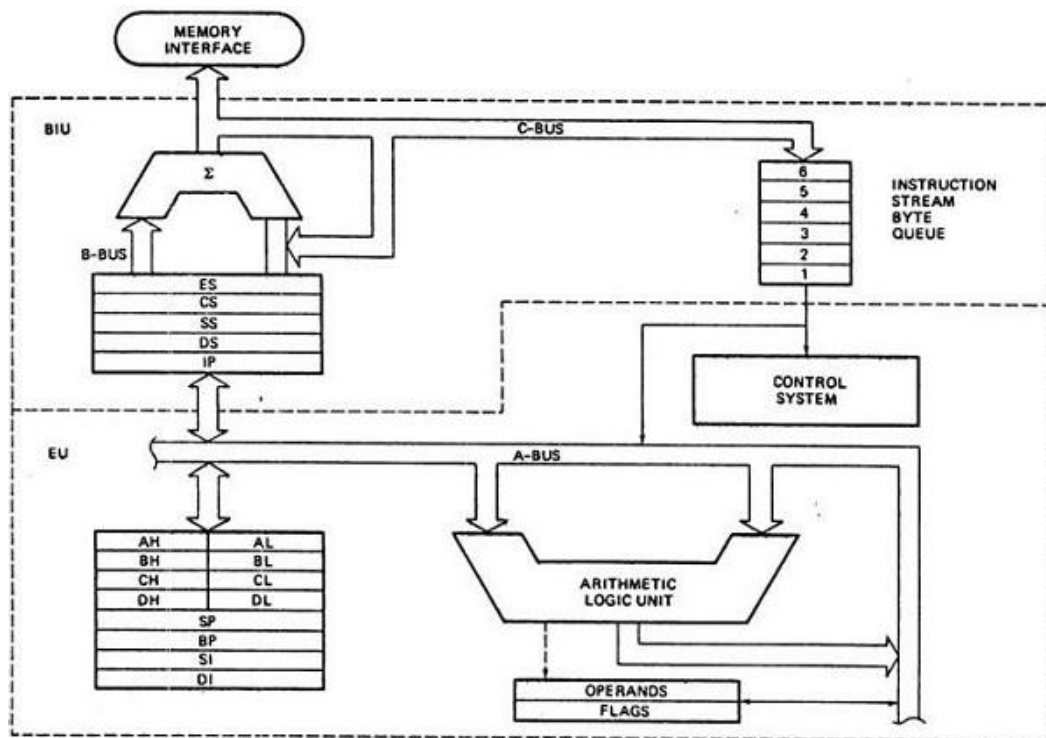 MEMORY
INTERFACE
BIU
C-BUS
Σ
6
5
4
3
2
1
INSTRUCTION
STREAM
BYTE
QUEUE
B-BUS
ES
CS
SS
DS
IP
CONTROL
SYSTEM
EU
A-BUS
AH AL
BH BL
CH CL
DH DL
SP
BP
SI
DI
ARITHMETIC
LOGIC UNIT
OPERANDS
FLAGS